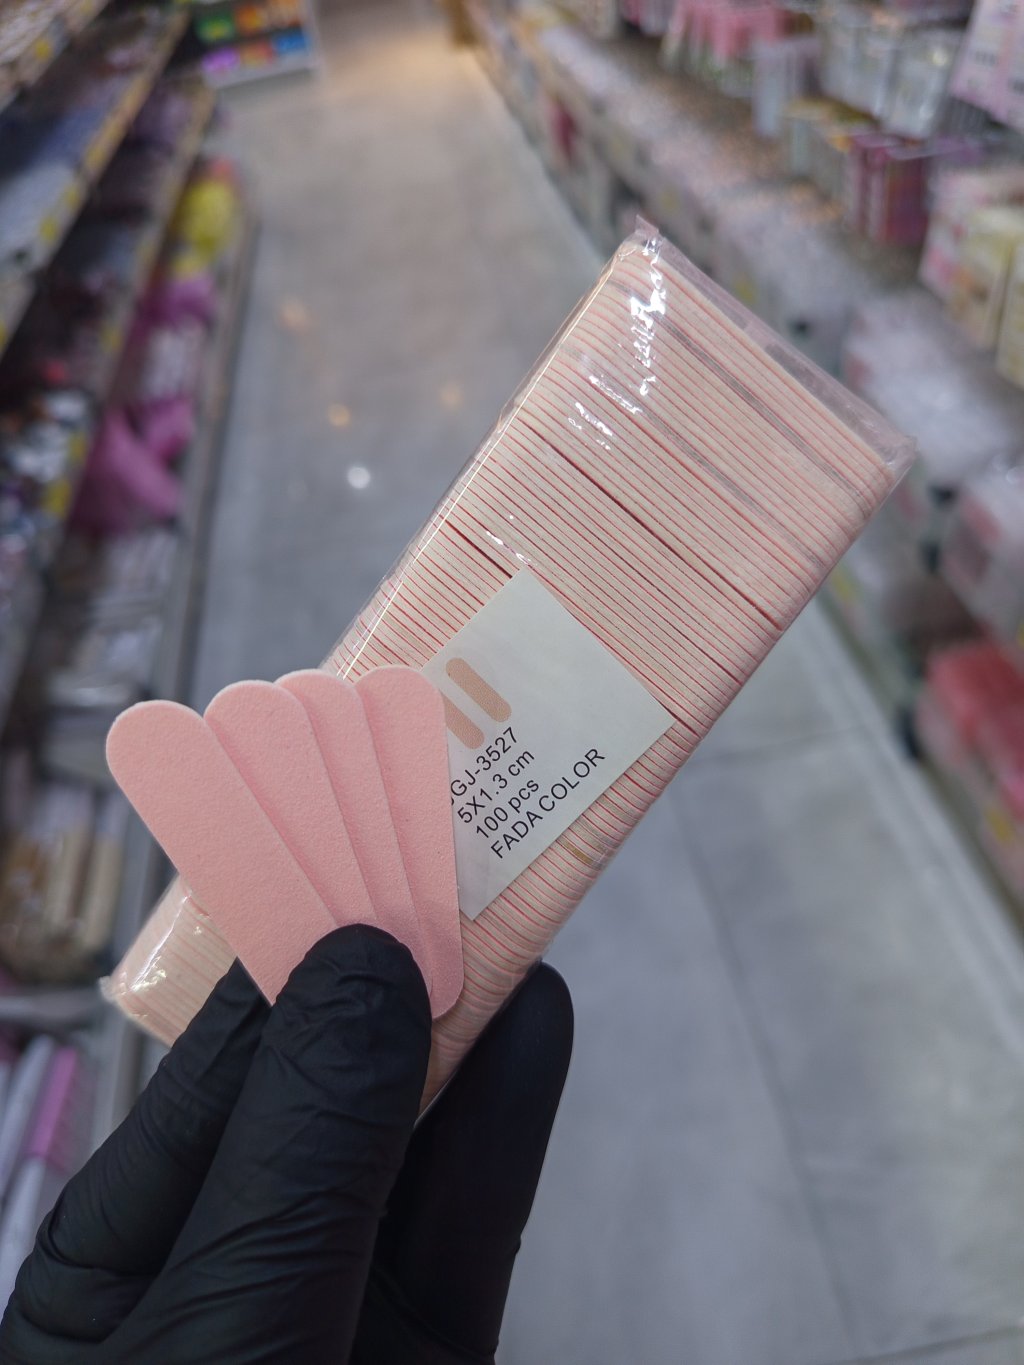 GJ-3527
5X1.3 cm
100 pcs
FADA COLOR